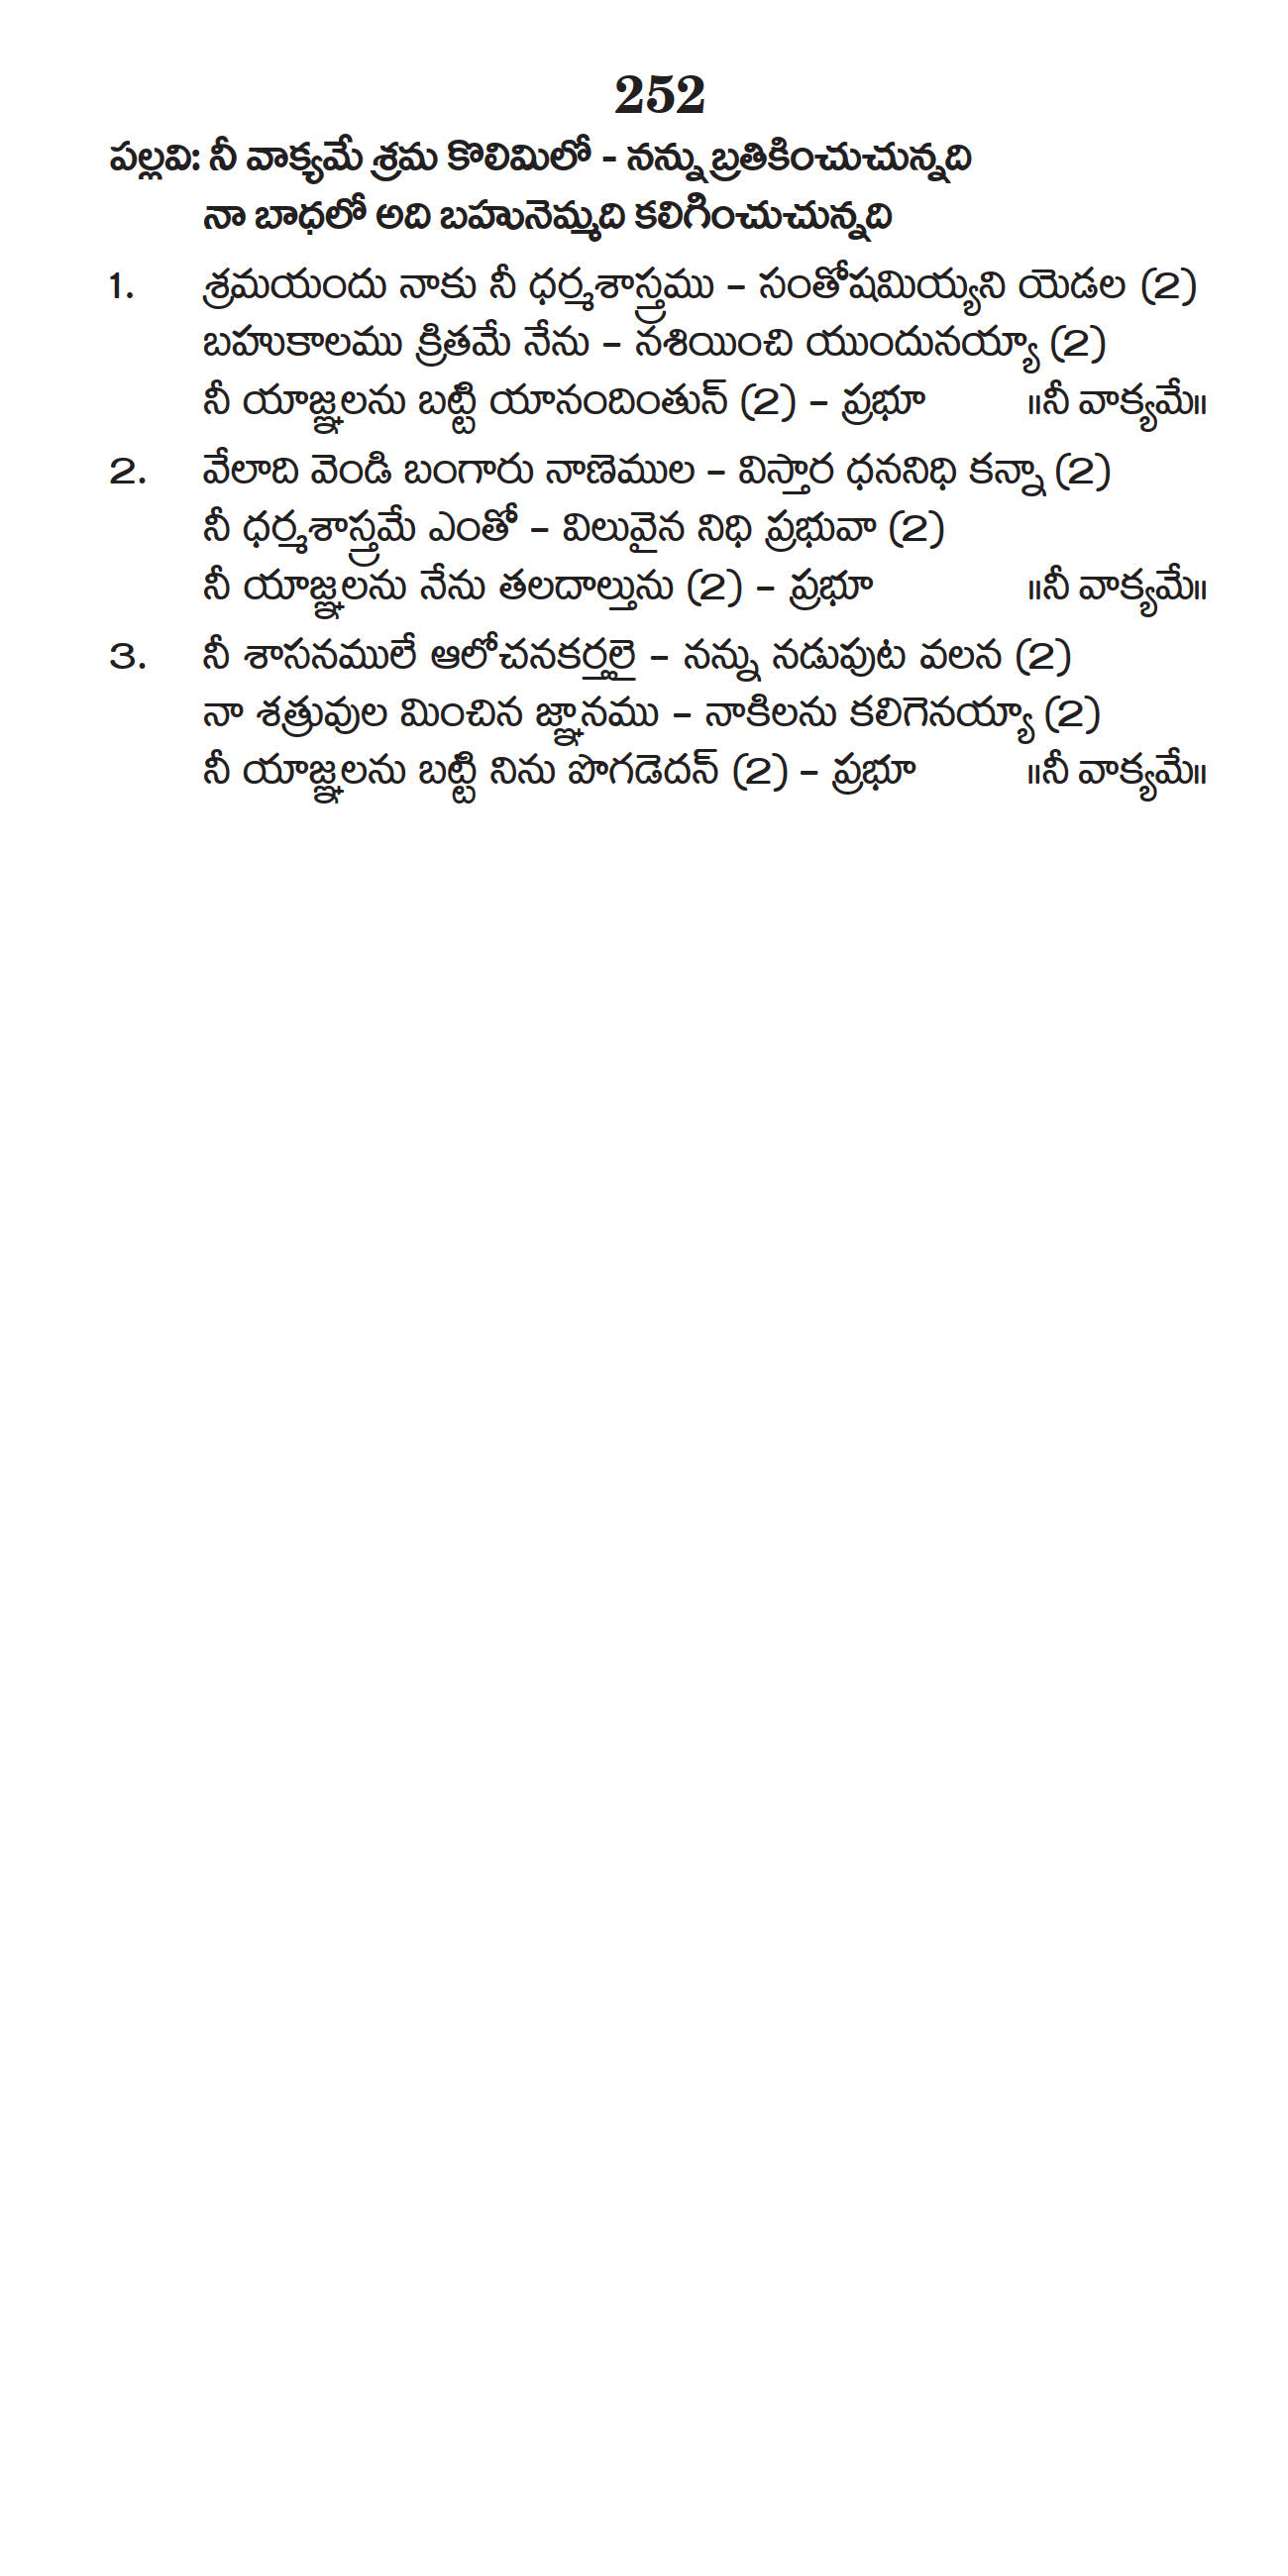 252
పల్లవి: నీ వాక్యమే శ్రమ కొలిమిలో - నన్ను బ్రతికించుచున్నది
నా బాధలో అది బహునెమ్మది కలిగించుచున్నది
1. శ్రమయందు నాకు నీ ధర్మశాస్త్రము – సంతోషమియ్యని యెడల (2)
బహుకాలము క్రితమే నేను – నశియించి యుందునయ్యా (2)
నీ యాజ్ఞలను బట్టి యానందింతున్ (2) – ప్రభూ ॥నీ వాక్యమే॥
2. వేలాది వెండి బంగారు నాణెముల – విస్తార ధననిధి కన్నా (2)
నీ ధర్మశాస్త్రమే ఎంతో – విలువైన నిధి ప్రభువా (2)
నీ యాజ్ఞలను నేను తలదాల్తును (2) – ప్రభూ ॥నీ వాక్యమే॥
3. నీ శాసనములే ఆలోచనకర్తలై – నన్ను నడుపుట వలన (2)
నా శత్రువుల మించిన జ్ఞానము – నాకిలను కలిగెనయ్యా (2)
నీ యాజ్ఞలను బట్టి నిను పొగడెదన్ (2) – ప్రభూ ॥నీ వాక్యమే॥